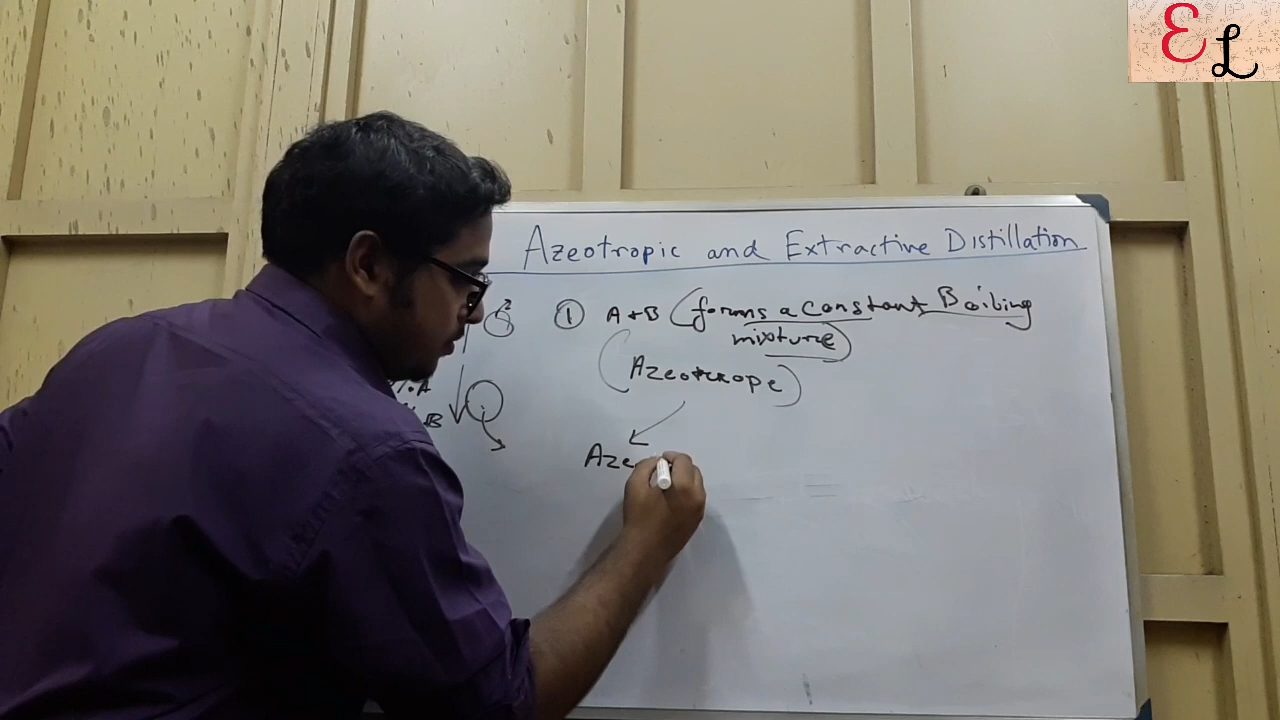 EL
Azeotropic and Extractive Distillation
① A + B (forms a constant Boiling
mixture)
(Azeotrope)
Aze
%.A
B